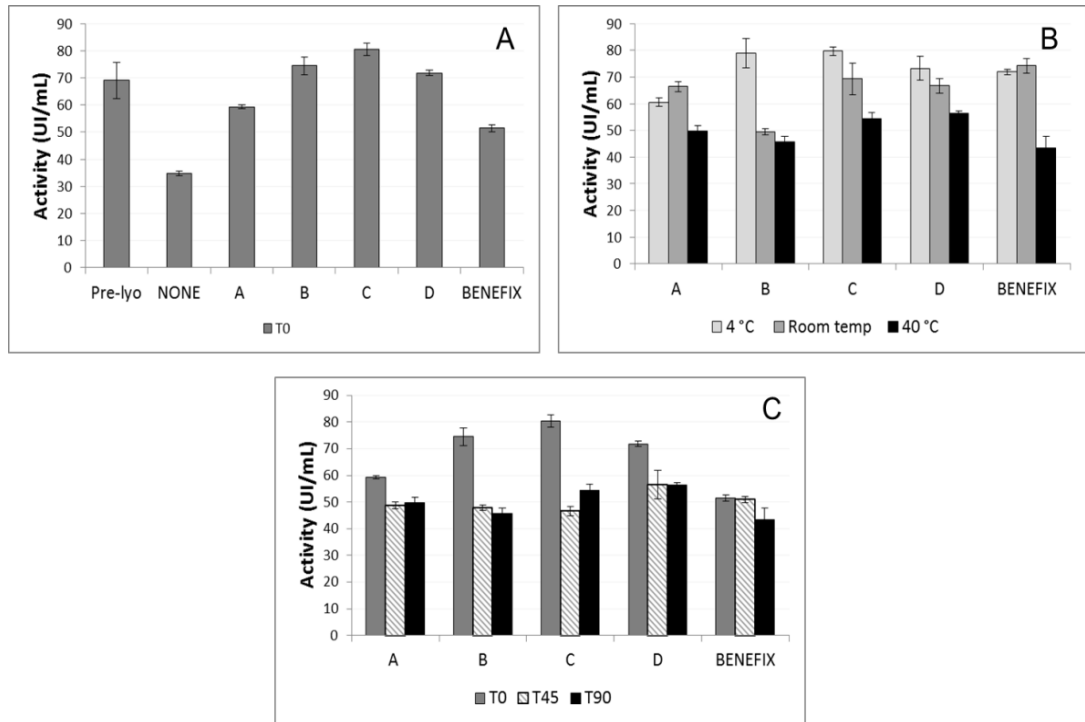 A
Activity (UI/mL)
90
80
70
60
50
40
30
20
10
0
Pre-lyo NONE A B C D BENEFIX
T0
B
Activity (UI/mL)
90
80
70
60
50
40
30
20
10
0
A B C D BENEFIX
4 °C Room temp 40 °C
C
Activity (UI/mL)
90
80
70
60
50
40
30
20
10
0
A B C D BENEFIX
T0 T45 T90